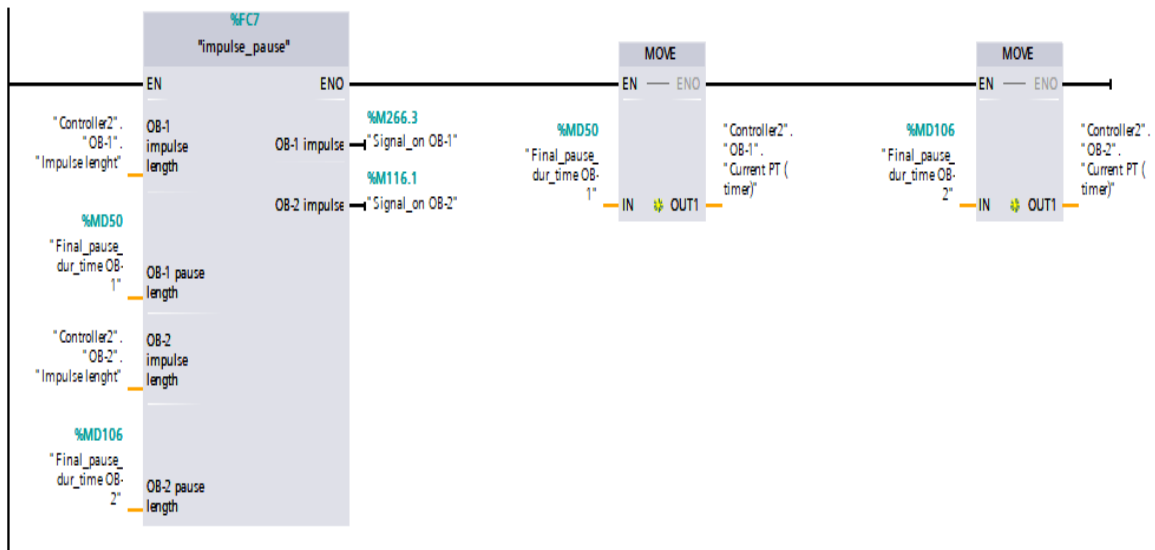 %FC7
"impulse_pause"
EN
ENO
"Controller2".
"OB-1".
"Impulse lenght"
OB-1
impulse
length
OB-1 impulse
%M266.3
"Signal_on OB-1"
OB-2 impulse
%M116.1
"Signal_on OB-2"
%MD50
"Final_pause_
dur_time OB-
1"
OB-1 pause
length
"Controller2".
"OB-2".
"Impulse lenght"
OB-2
impulse
length
%MD106
"Final_pause_
dur_time OB-
2"
OB-2 pause
length
MOVE
EN
ENO
%MD50
"Final_pause_
dur_time OB-
1"
IN
OUT1
"Controller2".
"OB-1".
"Current PT (
timer)"
MOVE
EN
ENO
%MD106
"Final_pause_
dur_time OB-
2"
IN
OUT1
"Controller2".
"OB-2".
"Current PT (
timer)"